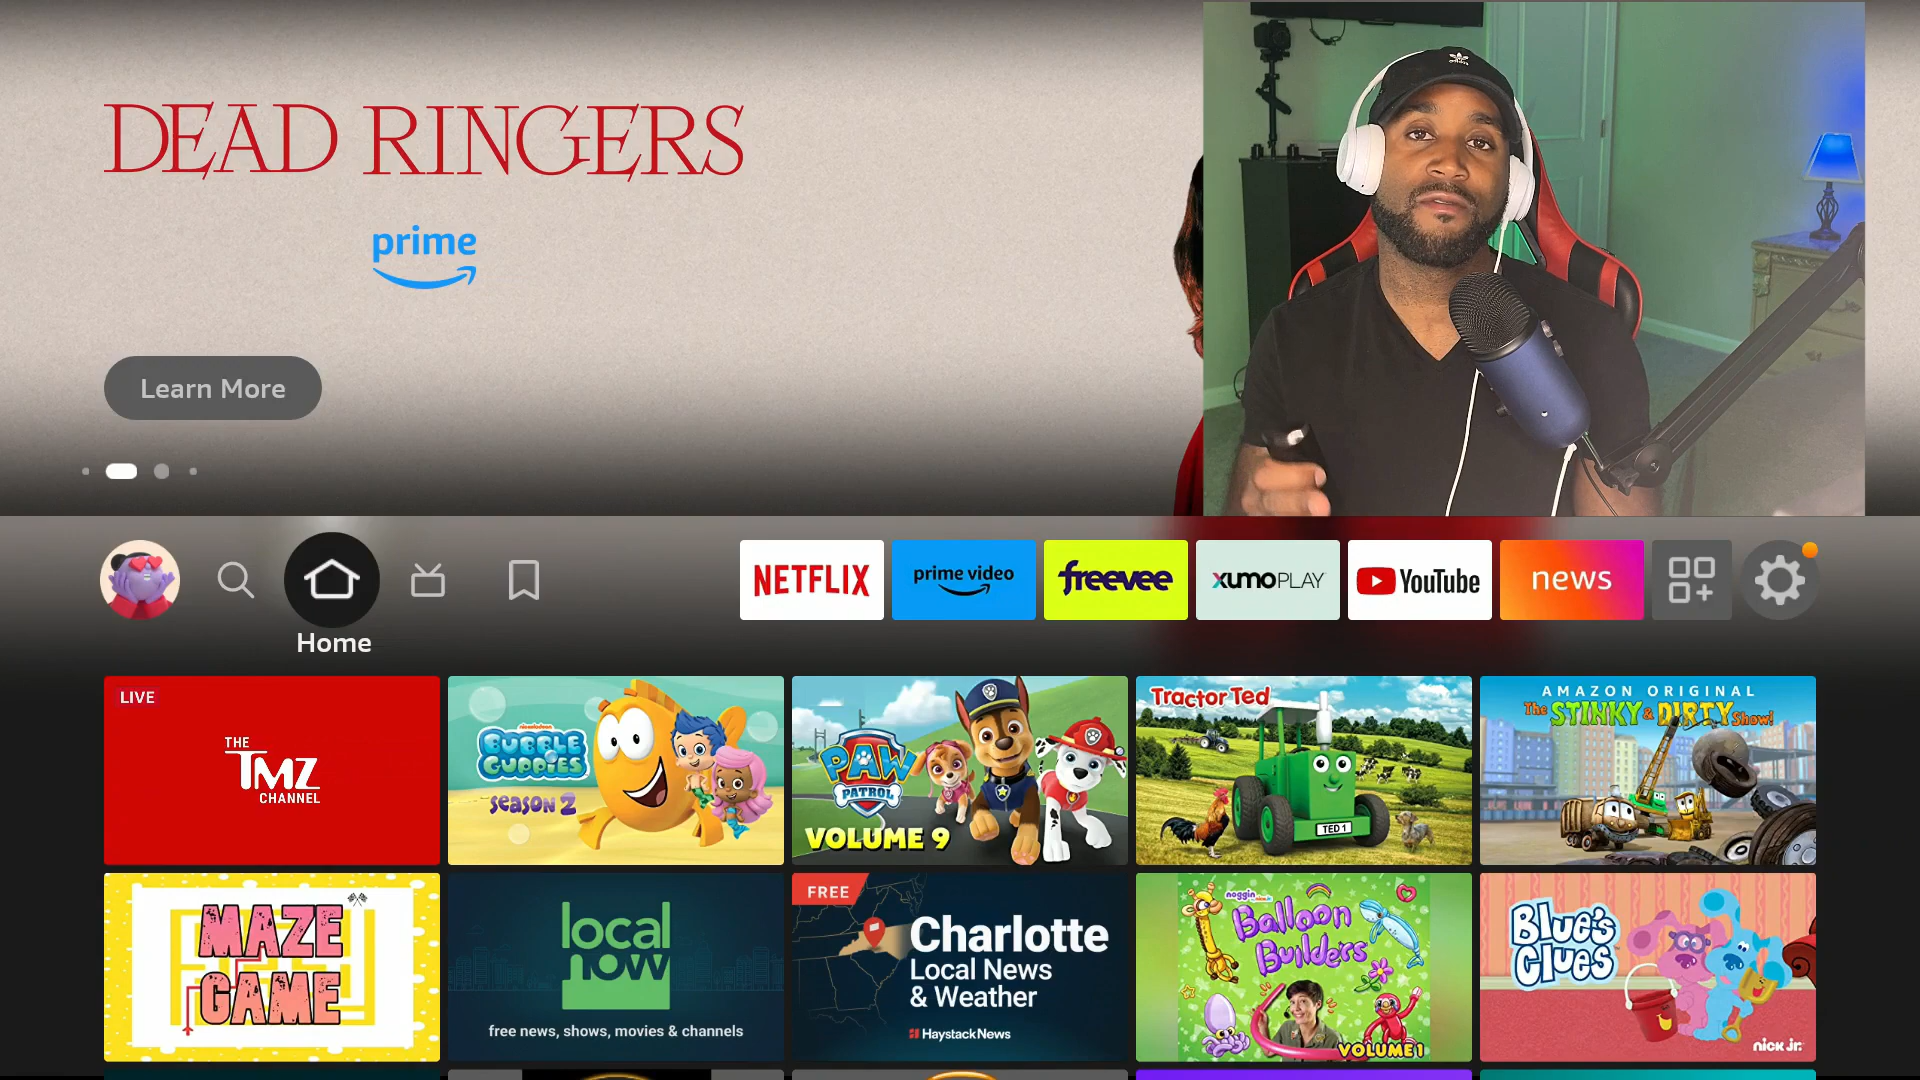 DEAD RINGERS
prime
Learn More
adidas
Home
NETFLIX
prime video
freevee
xumo PLAY
YouTube
news
LIVE
THE
TMZ
CHANNEL
nickelodeon
BUBBLE
GUPPIES
SEASON 2
PAW
PATROL
VOLUME 9
Tractor Ted
TED 1
AMAZON ORIGINAL
The STINKY & DIRTY Show!
MAZE
GAME
local
now
free news, shows, movies & channels
FREE
Charlotte
Local News
& Weather
HaystackNews
noggin
Balloon
Builders
VOLUME 1
Blue's
Clues
nick jr.